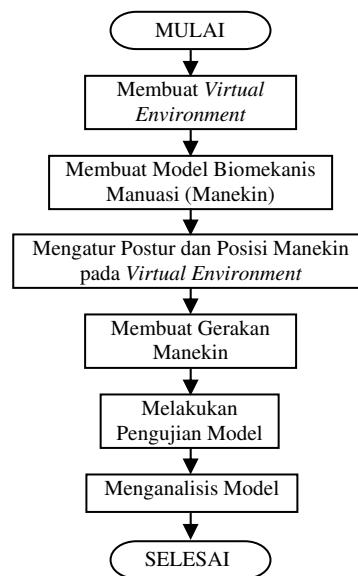 MULAI
Membuat Virtual
Environment
Membuat Model Biomekanis
Manuasi (Manekin)
Mengatur Postur dan Posisi Manekin
pada Virtual Environment
Membuat Gerakan
Manekin
Melakukan
Pengujian Model
Menganalisis Model
SELESAI